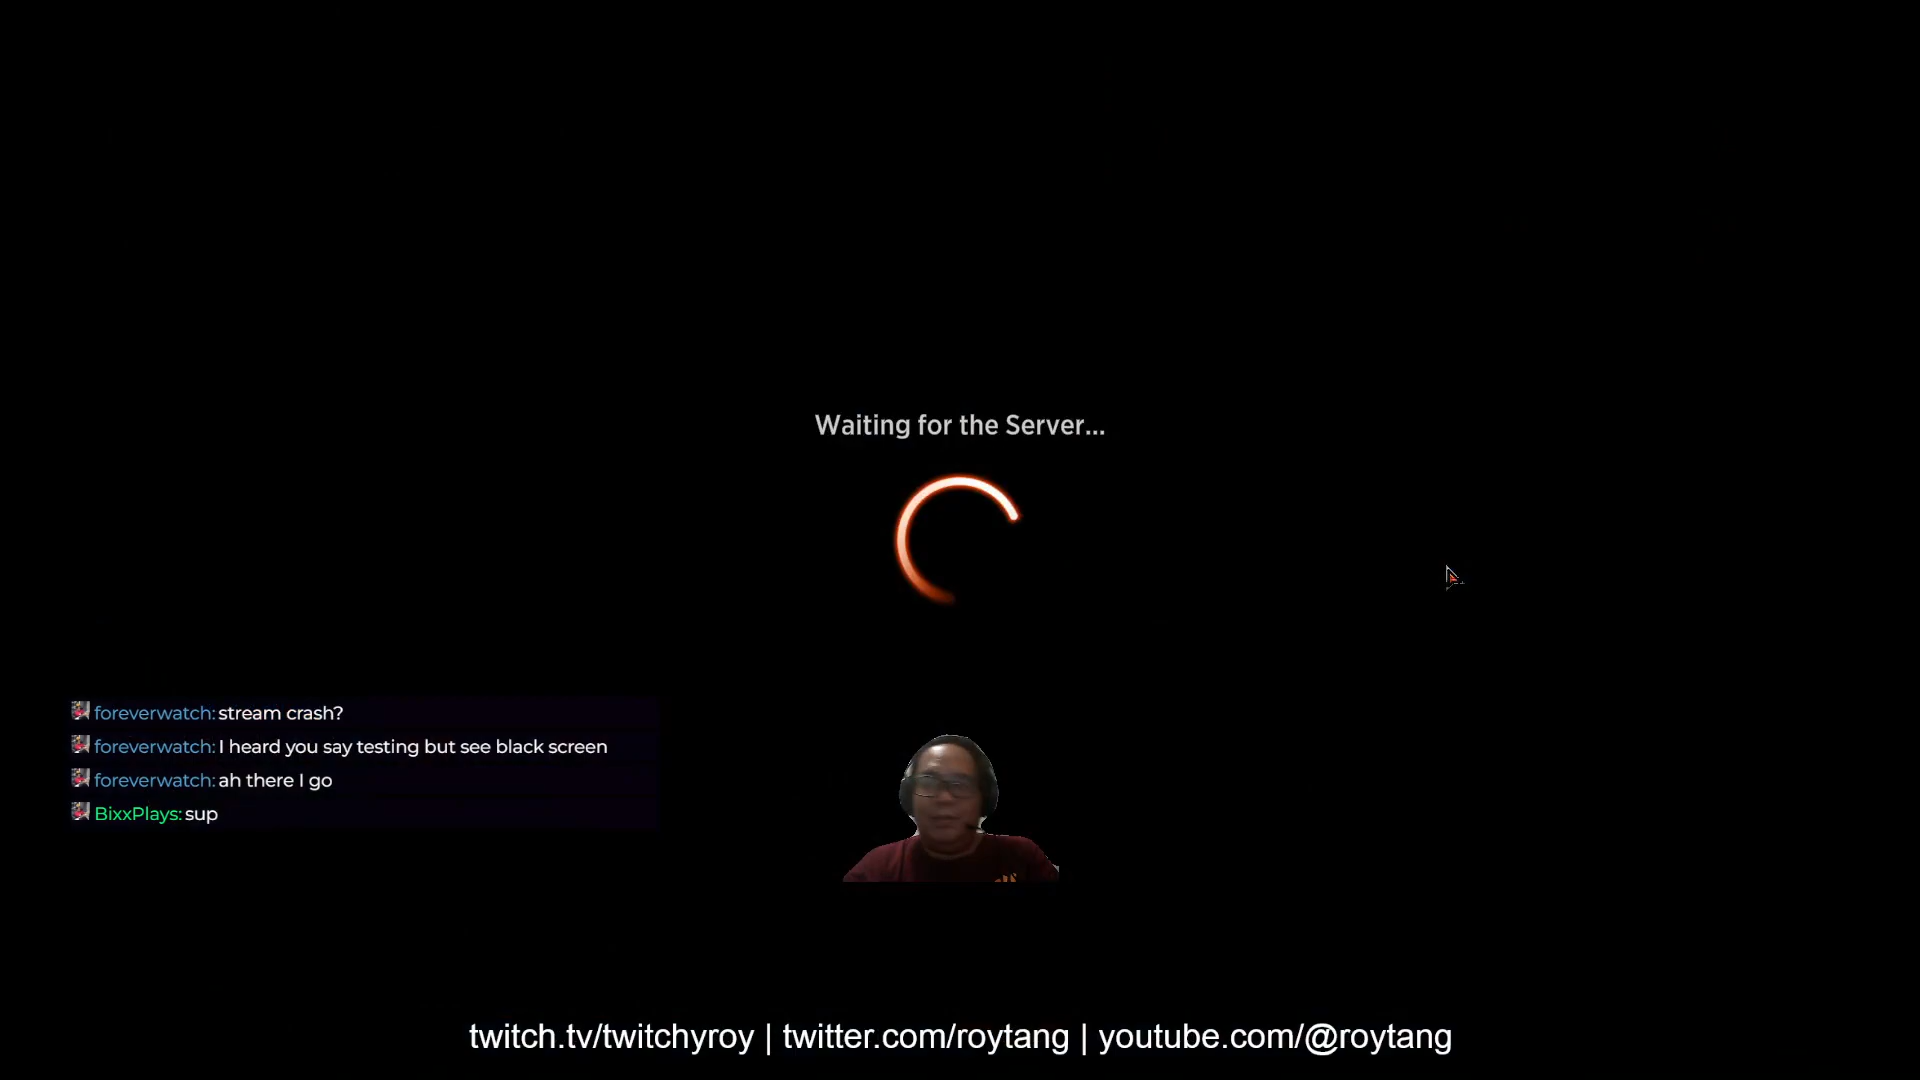 Waiting for the Server...
foreverwatch: stream crash?
foreverwatch: I heard you say testing but see black screen
foreverwatch: ah there I go
BixxPlays: sup
twitch.tv/twitchyroy | twitter.com/roytang | youtube.com/@roytang